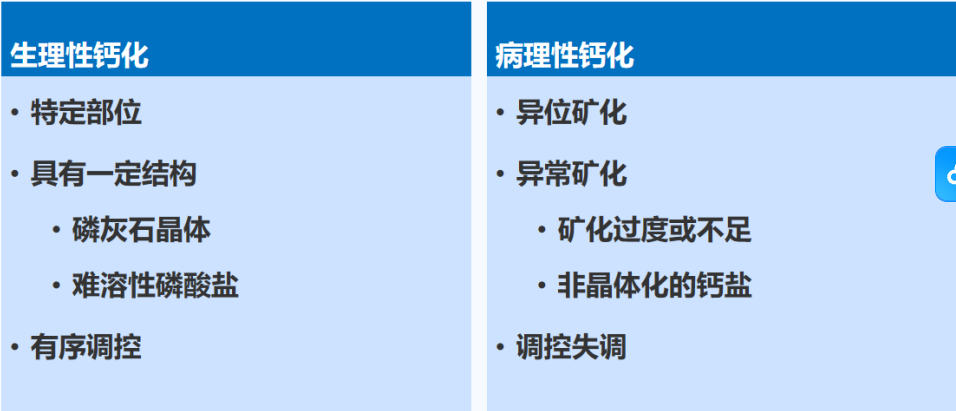 生理性钙化
• 特定部位
• 具有一定结构
• 磷灰石晶体
• 难溶性磷酸盐
• 有序调控
病理性钙化
• 异位矿化
• 异常矿化
• 矿化过度或不足
• 非晶体化的钙盐
• 调控失调